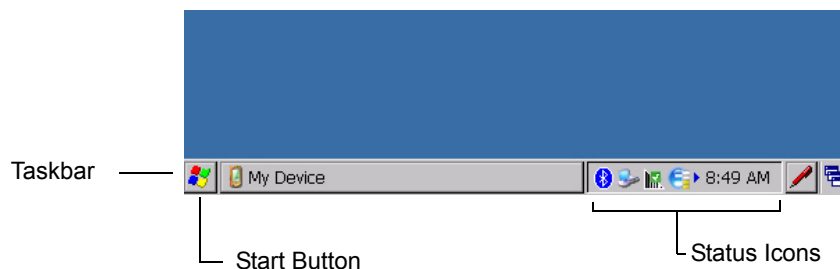 Taskbar
My Device
8:49 AM
Start Button
Status Icons